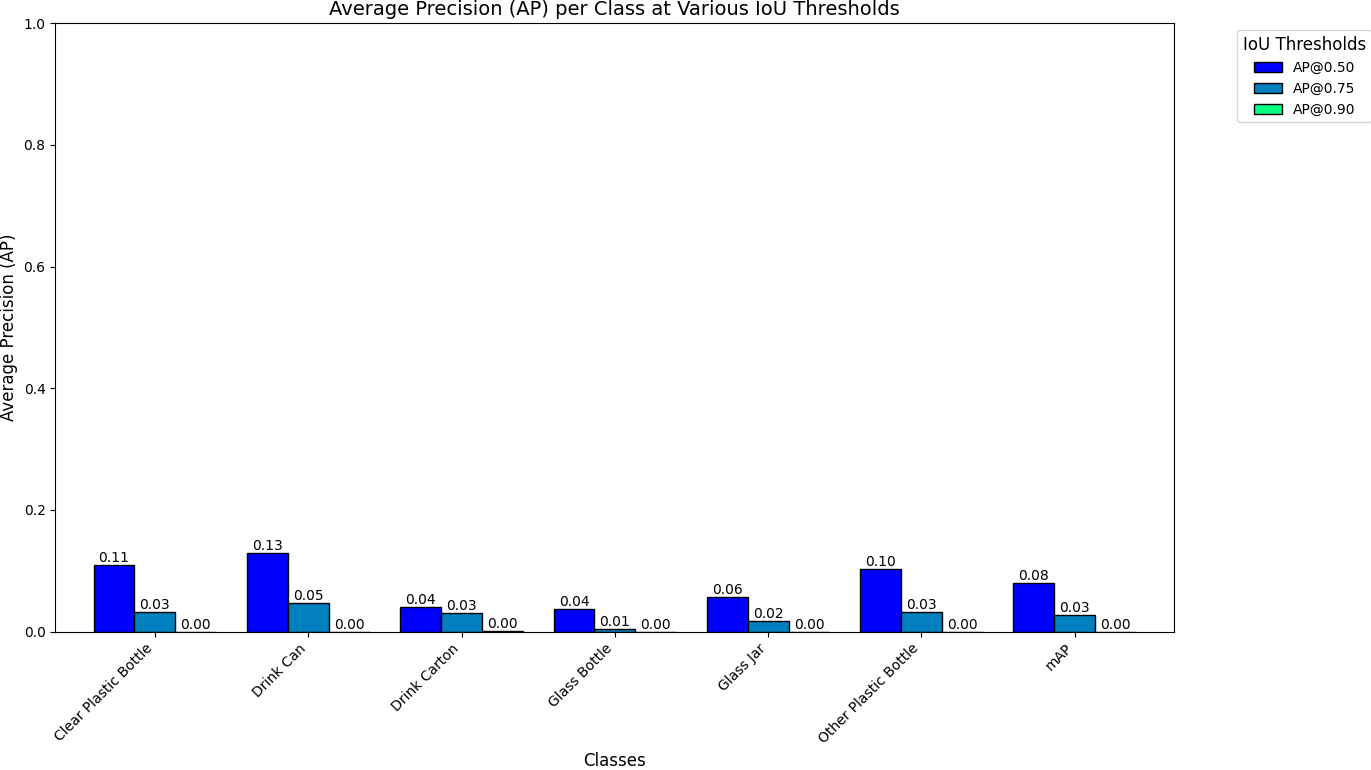 Average Precision (AP) per Class at Various IoU Thresholds
IoU Thresholds
AP@0.50
AP@0.75
AP@0.90
Average Precision (AP)
1.0
0.8
0.6
0.4
0.2
0.0
0.11
0.03
0.00
0.13
0.05
0.00
0.04
0.03
0.00
0.04
0.01
0.00
0.06
0.02
0.00
0.10
0.03
0.00
0.08
0.03
0.00
Clear Plastic Bottle
Drink Can
Drink Carton
Glass Bottle
Glass Jar
Other Plastic Bottle
mAP
Classes